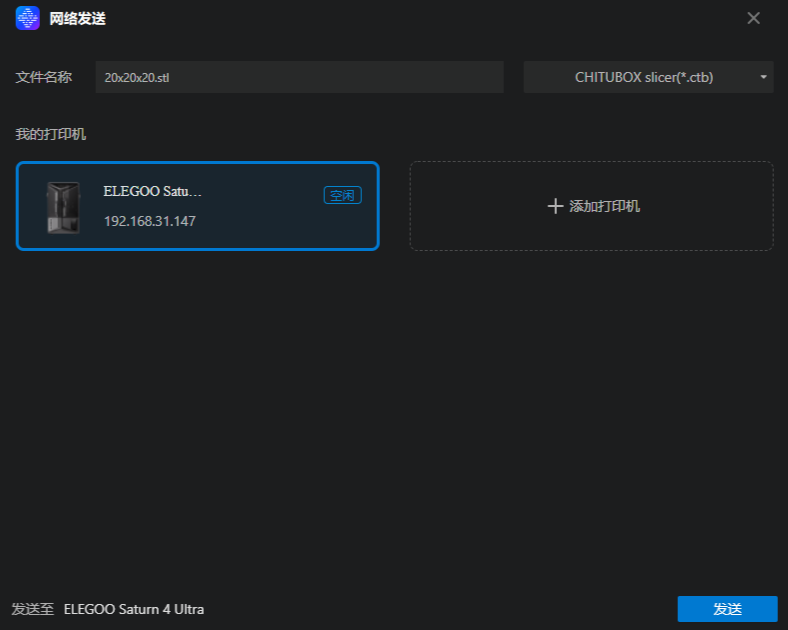 网络发送
文件名称 20x20x20.stl CHITUBOX slicer(*.ctb)
我的打印机
ELEGOO Satu... 空闲
192.168.31.147
添加打印机
发送至 ELEGOO Saturn 4 Ultra 发送